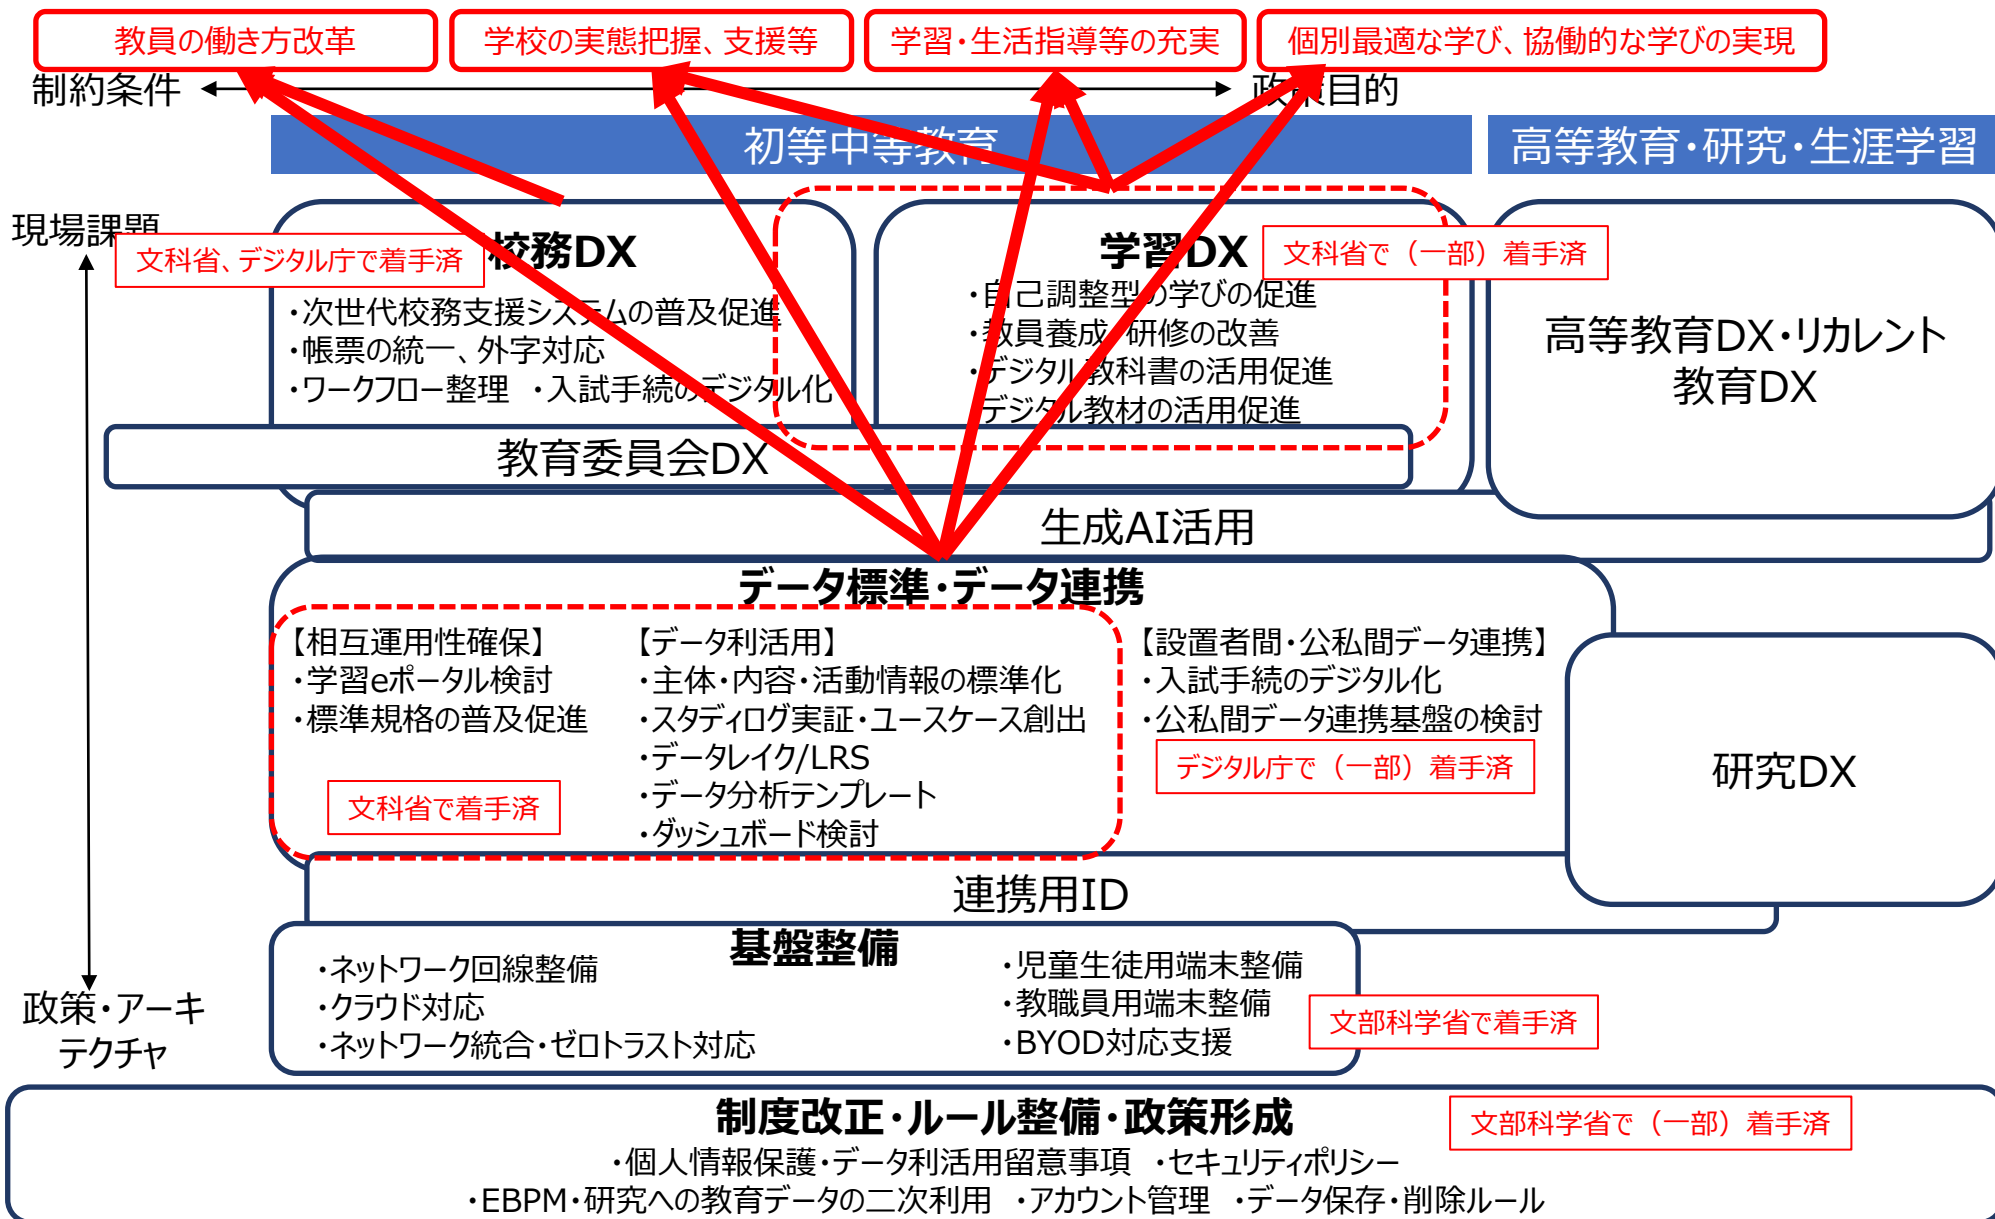 教員の働き方改革
学校の実態把握、支援等
学習・生活指導等の充実
個別最適な学び、協働的な学びの実現
制約条件
政策目的
初等中等教育
高等教育・研究・生涯学習
現場課題
文科省、デジタル庁で着手済
校務DX
・次世代校務支援システムの普及促進
・帳票の統一、外字対応
・ワークフロー整理 ・入試手続のデジタル化
学習DX
文科省で（一部）着手済
・自己調整型の学びの促進
・教員養成・研修の改善
・デジタル教科書の活用促進
・デジタル教材の活用促進
高等教育DX・リカレント
教育DX
教育委員会DX
生成AI活用
データ標準・データ連携
【相互運用性確保】
・学習eポータル検討
・標準規格の普及促進
文科省で着手済
【データ利活用】
・主体・内容・活動情報の標準化
・スタディログ実証・ユースケース創出
・データレイク/LRS
・データ分析テンプレート
・ダッシュボード検討
【設置者間・公私間データ連携】
・入試手続のデジタル化
・公私間データ連携基盤の検討
デジタル庁で（一部）着手済
研究DX
連携用ID
基盤整備
・ネットワーク回線整備
・クラウド対応
・ネットワーク統合・ゼロトラスト対応
・児童生徒用端末整備
・教職員用端末整備
・BYOD対応支援
文部科学省で着手済
政策・アーキ
テクチャ
制度改正・ルール整備・政策形成
文部科学省で（一部）着手済
・個人情報保護・データ利活用留意事項 ・セキュリティポリシー
・EBPM・研究への教育データの二次利用 ・アカウント管理 ・データ保存・削除ルール